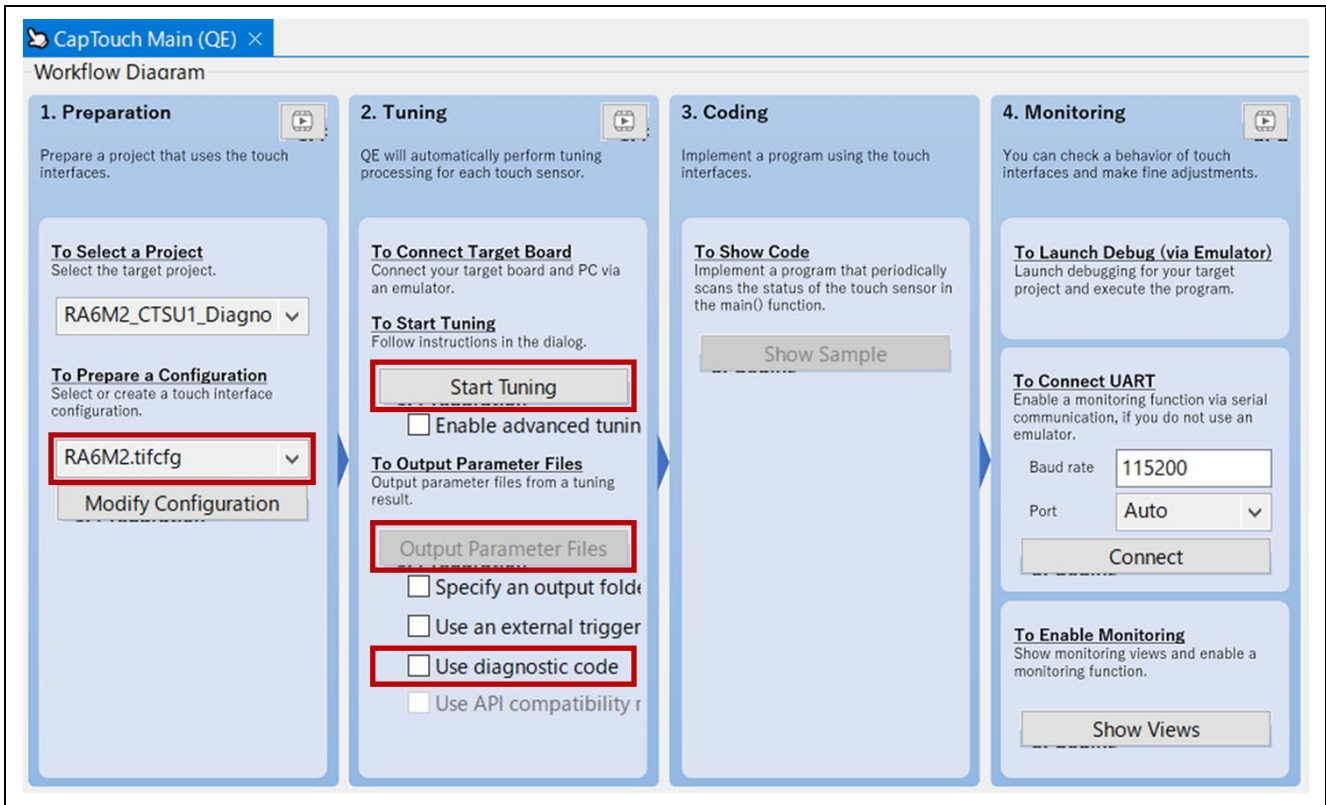 CapTouch Main (QE)
Workflow Diagram
1. Preparation
Prepare a project that uses the touch
interfaces.
To Select a Project
Select the target project.
RA6M2_CTSU1_Diagno
To Prepare a Configuration
Select or create a touch interface
configuration.
RA6M2.tifcfg
Modify Configuration
2. Tuning
QE will automatically perform tuning
processing for each touch sensor.
To Connect Target Board
Connect your target board and PC via
an emulator.
To Start Tuning
Follow instructions in the dialog.
Start Tuning
Enable advanced tunin
To Output Parameter Files
Output parameter files from a tuning
result.
Output Parameter Files
Specify an output folde
Use an external trigger
Use diagnostic code
Use API compatibility
3. Coding
Implement a program using the touch
interfaces.
To Show Code
Implement a program that periodically
scans the status of the touch sensor in
the main() function.
Show Sample
4. Monitoring
You can check a behavior of touch
interfaces and make fine adjustments.
To Launch Debug (via Emulator)
Launch debugging for your target
project and execute the program.
To Connect UART
Enable a monitoring function via serial
communication, if you do not use an
emulator.
Baud rate 115200
Port Auto
Connect
To Enable Monitoring
Show monitoring views and enable a
monitoring function.
Show Views